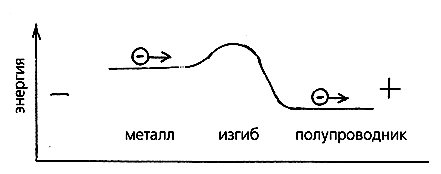 энергия
− ⊖→ ⊖→ +
металл изгиб полупроводник